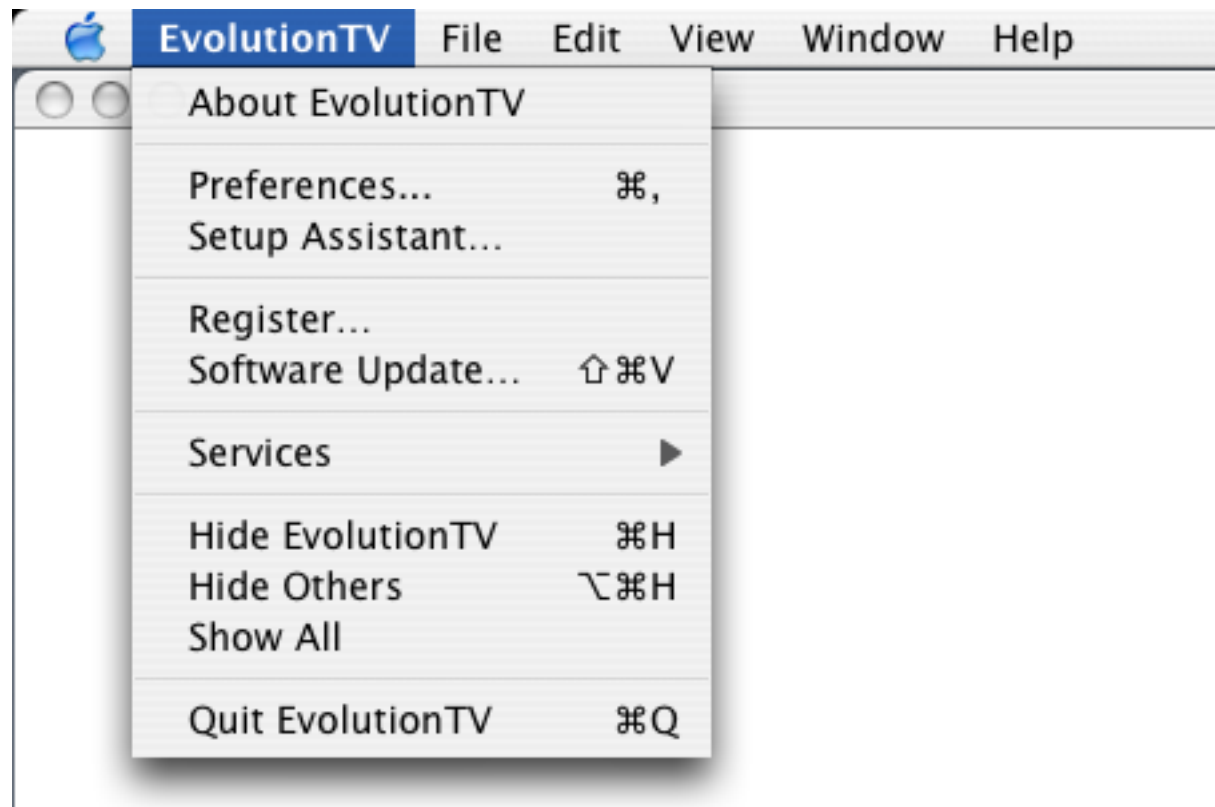 EvolutionTV File Edit View Window Help
About EvolutionTV
Preferences... ⌘,
Setup Assistant...
Register...
Software Update... ⇧⌘V
Services ▶
Hide EvolutionTV ⌘H
Hide Others ⌥⌘H
Show All
Quit EvolutionTV ⌘Q